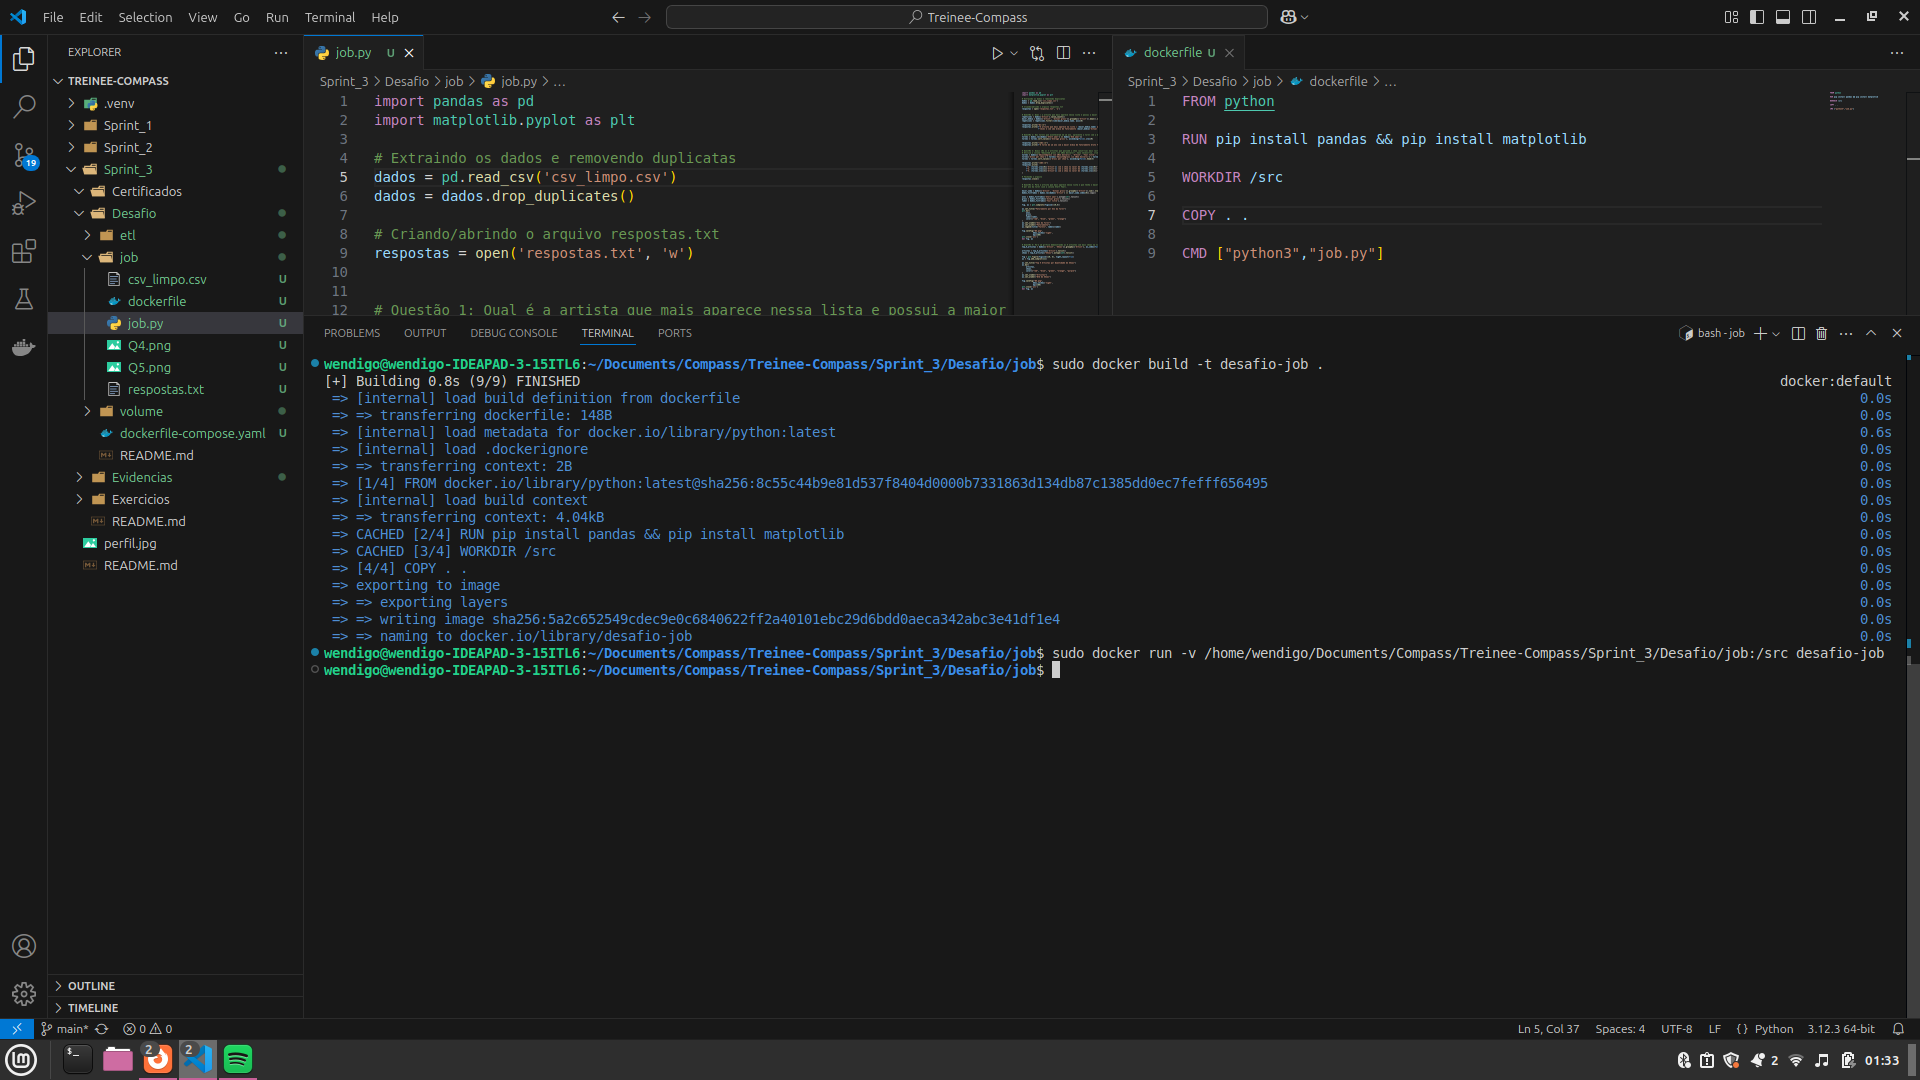 File Edit Selection View Go Run Terminal Help
Treinee-Compass
EXPLORER
TREINEE-COMPASS
.venv
Sprint_1
Sprint_2
Sprint_3
Certificados
Desafio
etl
job
csv_limpo.csv U
dockerfile U
job.py U
Q4.png U
Q5.png U
respostas.txt U
volume
dockerfile-compose.yaml U
README.md
Evidencias
Exercicios
README.md
perfil.jpg
README.md
OUTLINE
TIMELINE
19
job.py U
Sprint_3 > Desafio > job > job.py > ...
1 import pandas as pd
2 import matplotlib.pyplot as plt
3
4 # Extraindo os dados e removendo duplicatas
5 dados = pd.read_csv('csv_limpo.csv')
6 dados = dados.drop_duplicates()
7
8 # Criando/abrindo o arquivo respostas.txt
9 respostas = open('respostas.txt', 'w')
10
11
12 # Questão 1: Qual é a artista que mais aparece nessa lista e possui a maior
dockerfile U
Sprint_3 > Desafio > job > dockerfile > ...
1 FROM python
2
3 RUN pip install pandas && pip install matplotlib
4
5 WORKDIR /src
6
7 COPY . .
8
9 CMD ["python3","job.py"]
PROBLEMS OUTPUT DEBUG CONSOLE TERMINAL PORTS
bash - job
wendigo@wendigo-IDEAPAD-3-15ITL6:~/Documents/Compass/Treinee-Compass/Sprint_3/Desafio/job$ sudo docker build -t desafio-job .
[+] Building 0.8s (9/9) FINISHED docker:default
=> [internal] load build definition from dockerfile 0.0s
=> => transferring dockerfile: 148B 0.0s
=> [internal] load metadata for docker.io/library/python:latest 0.6s
=> [internal] load .dockerignore 0.0s
=> => transferring context: 2B 0.0s
=> [1/4] FROM docker.io/library/python:latest@sha256:8c55c44b9e81d537f8404d0000b7331863d134db87c1385dd0ec7fefff656495 0.0s
=> [internal] load build context 0.0s
=> => transferring context: 4.04kB 0.0s
=> CACHED [2/4] RUN pip install pandas && pip install matplotlib 0.0s
=> CACHED [3/4] WORKDIR /src 0.0s
=> [4/4] COPY . . 0.0s
=> exporting to image 0.0s
=> => exporting layers 0.0s
=> => writing image sha256:5a2c652549cdec9e0c6840622ff2a40101ebc29d6bdd0aeca342abc3e41df1e4 0.0s
=> => naming to docker.io/library/desafio-job 0.0s
wendigo@wendigo-IDEAPAD-3-15ITL6:~/Documents/Compass/Treinee-Compass/Sprint_3/Desafio/job$ sudo docker run -v /home/wendigo/Documents/Compass/Treinee-Compass/Sprint_3/Desafio/job:/src desafio-job
wendigo@wendigo-IDEAPAD-3-15ITL6:~/Documents/Compass/Treinee-Compass/Sprint_3/Desafio/job$
main* 0 0
Ln 5, Col 37 Spaces: 4 UTF-8 LF {} Python 3.12.3 64-bit
2 2
2 01:33